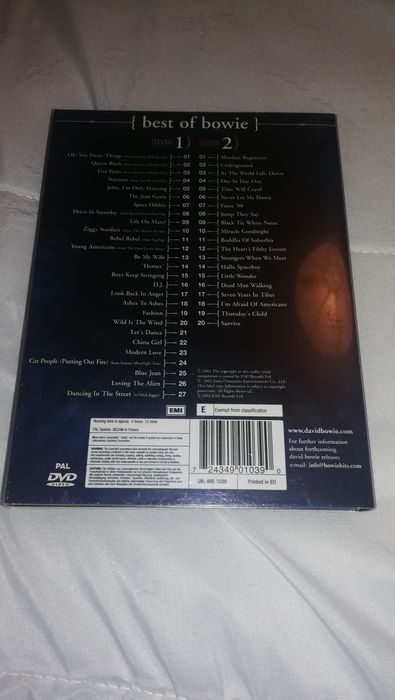 { best of bowie }
[DVD 1] [DVD 2]
Oh! You Pretty Things 01
Queen Bitch 02
Five Years 03
Starman 04
John, I'm Only Dancing 05
The Jean Genie 06
Space Oddity 07
Drive-In Saturday 08
Life On Mars? 09
Ziggy Stardust 10
Rebel Rebel 11
Young Americans 12
Be My Wife 13
"Heroes" 14
Boys Keep Swinging 15
D.J. 16
Look Back In Anger 17
Ashes To Ashes 18
Fashion 19
Wild Is The Wind 20
Let's Dance 21
China Girl 22
Modern Love 23
Cat People (Putting Out Fire) 24
Blue Jean 25
Loving The Alien 26
Dancing In The Street 27
01 Absolute Beginners
02 Underground
03 As The World Falls Down
04 Day-In Day-Out
05 Time Will Crawl
06 Never Let Me Down
07 Fame '90
08 Jump They Say
09 Black Tie White Noise
10 Miracle Goodnight
11 Buddha Of Suburbia
12 The Heart's Filthy Lesson
13 Strangers When We Meet
14 Hallo Spaceboy
15 Little Wonder
16 Dead Man Walking
17 Seven Years In Tibet
18 I'm Afraid Of Americans
19 Thursday's Child
20 Survive
EMI
E Exempt from classification
PAL
DVD
VIDEO
7 24349 01039 0
UK: 490 1039 Printed in EU
www.davidbowie.com
For further information
about forthcoming
david bowie releases
e-mail: info@bowiehits.com